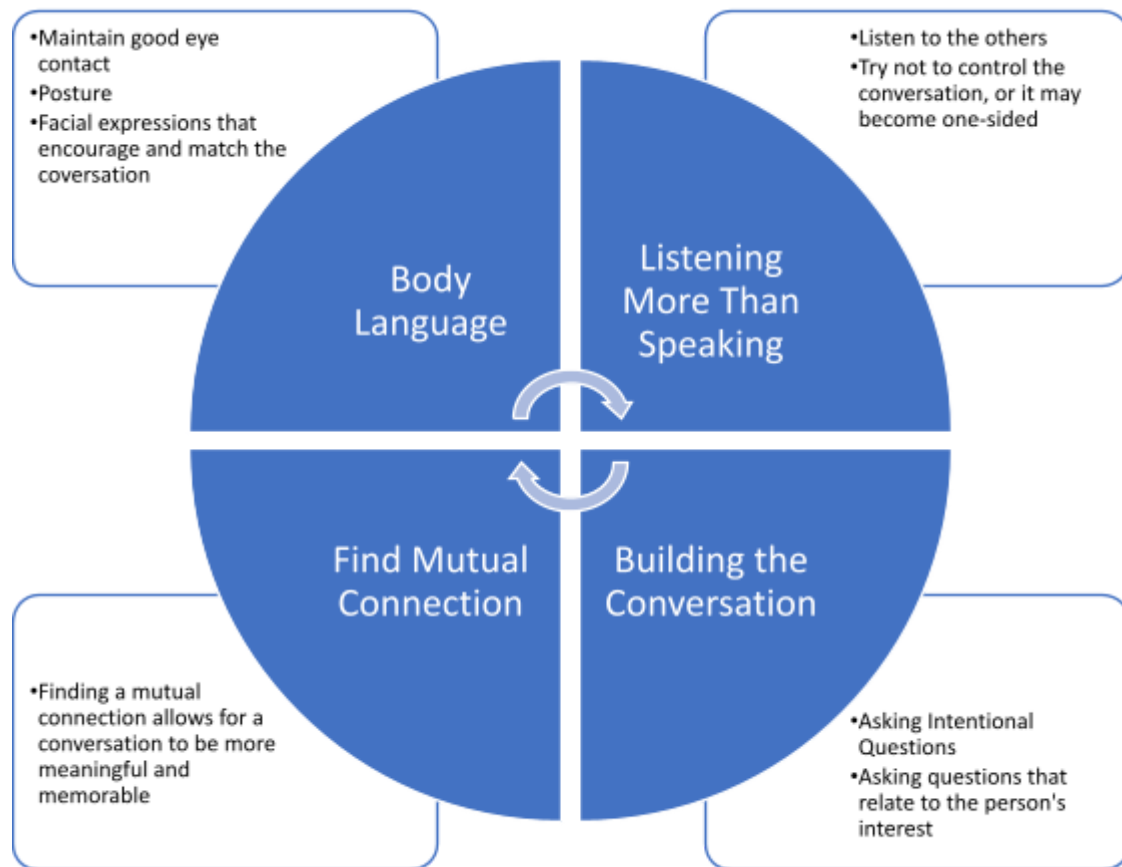 •Maintain good eye
contact
•Posture
•Facial expressions that
encourage and match the
coversation
•Listen to the others
•Try not to control the
conversation, or it may
become one-sided
Body
Language
Listening
More Than
Speaking
Find Mutual
Connection
Building the
Conversation
•Finding a mutual
connection allows for a
conversation to be more
meaningful and
memorable
•Asking Intentional
Questions
•Asking questions that
relate to the person's
interest